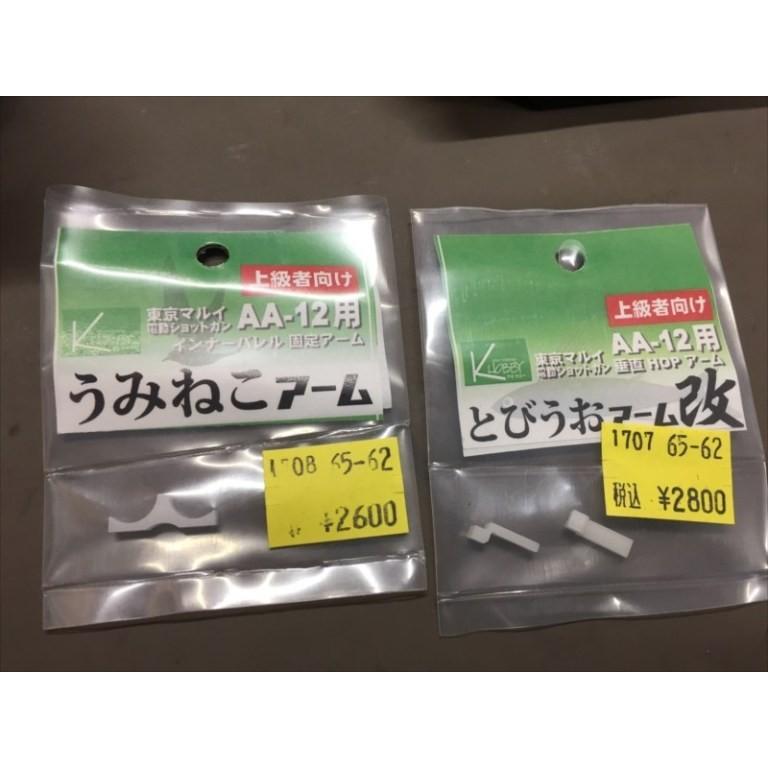 上級者向け
東京マルイ
電動ショットガン
AA-12用
インナーバレル 固定アーム
うみねこアーム
65-62
¥2600
上級者向け
K HOBBY
東京マルイ
電動ショットガン
AA-12用
垂直 HOP アーム
とびうおアーム改
1707 65-62
税込 ¥2800